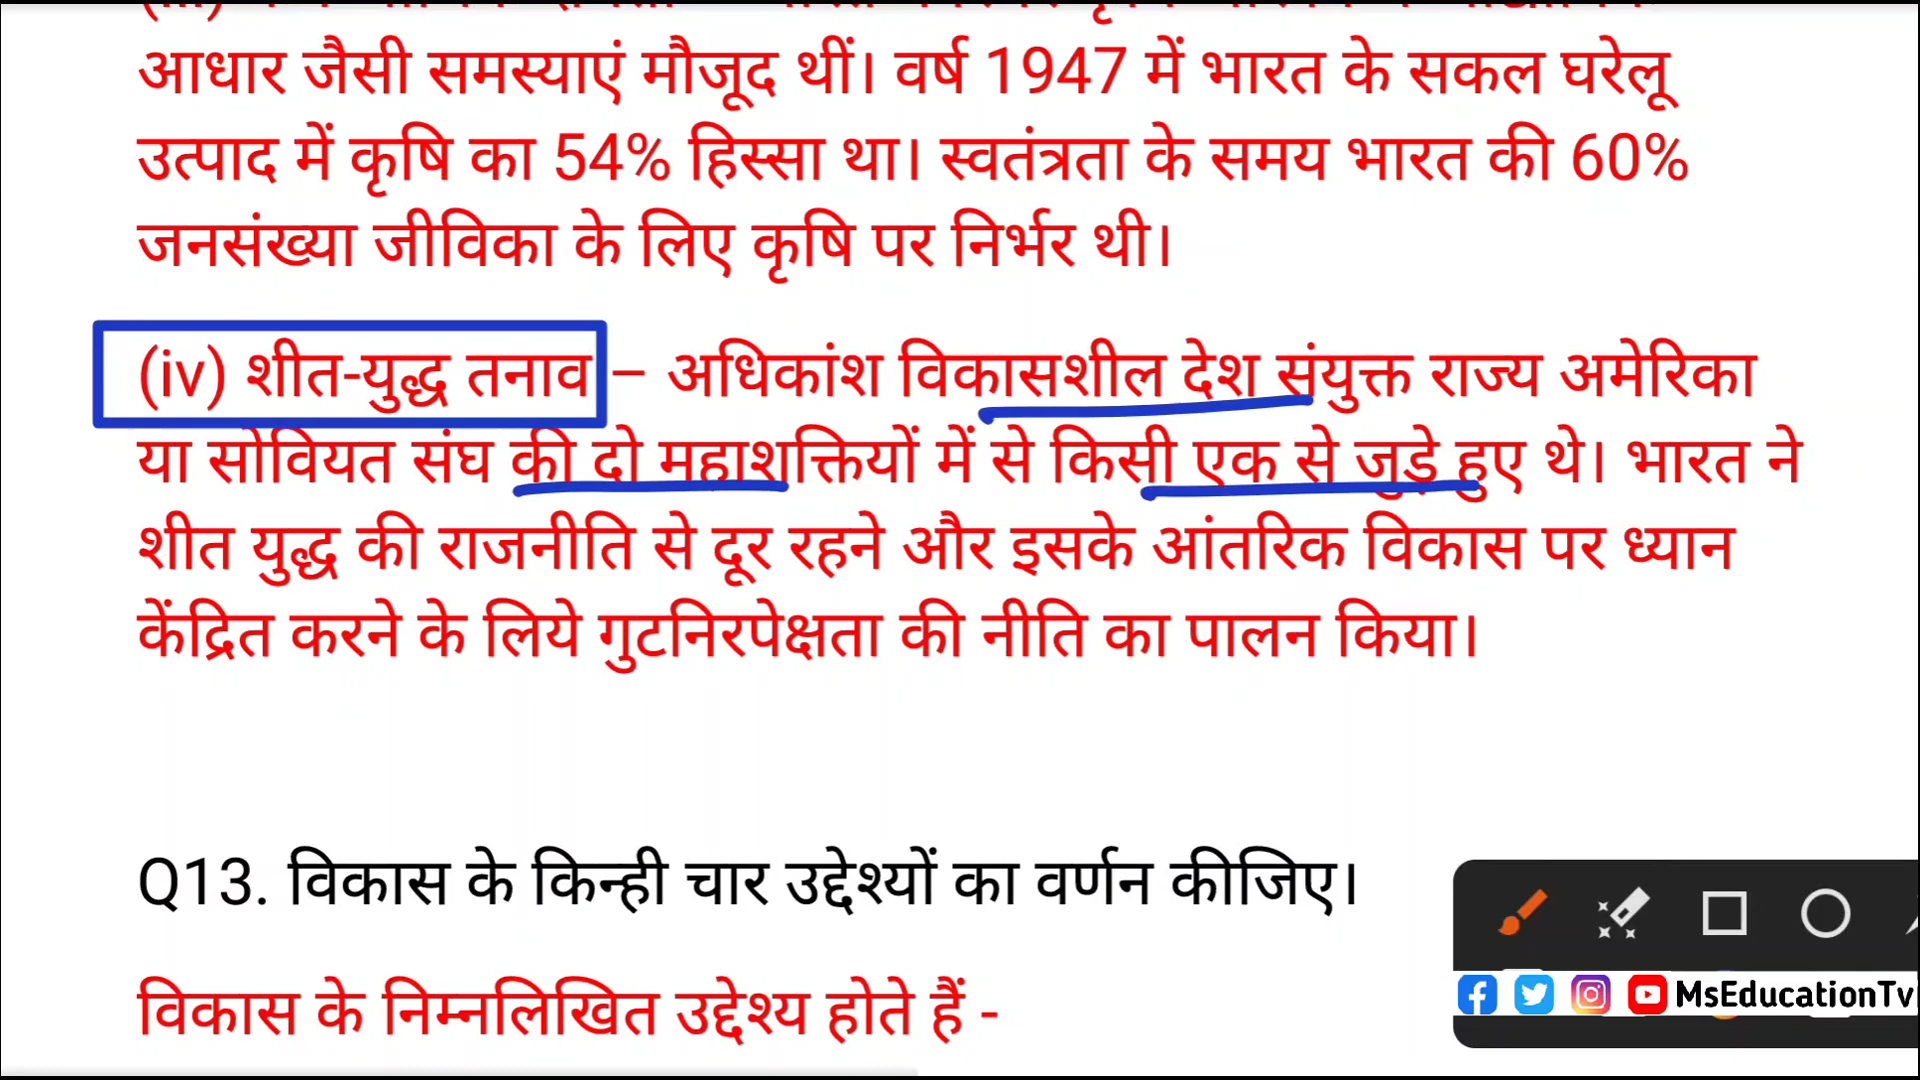 आधार जैसी समस्याएं मौजूद थीं। वर्ष 1947 में भारत के सकल घरेलू
उत्पाद में कृषि का 54% हिस्सा था। स्वतंत्रता के समय भारत की 60%
जनसंख्या जीविका के लिए कृषि पर निर्भर थी।
(iv) शीत-युद्ध तनाव – अधिकांश विकासशील देश संयुक्त राज्य अमेरिका
या सोवियत संघ की दो महाशक्तियों में से किसी एक से जुड़े हुए थे। भारत ने
शीत युद्ध की राजनीति से दूर रहने और इसके आंतरिक विकास पर ध्यान
केंद्रित करने के लिये गुटनिरपेक्षता की नीति का पालन किया।
Q13. विकास के किन्ही चार उद्देश्यों का वर्णन कीजिए।
विकास के निम्नलिखित उद्देश्य होते हैं -
MsEducationTv